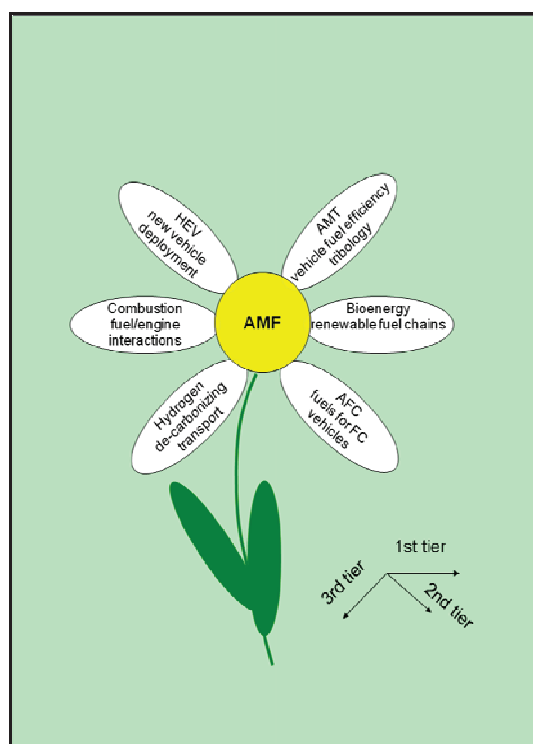 HEV
new vehicle
deployment
AMT
vehicle fuel efficiency
tribology
Combustion
fuel/engine
interactions
AMF
Bioenergy
renewable fuel chains
Hydrogen
de-carbonizing
transport
AFC
fuels for FC
vehicles
1st tier
2nd tier
3rd tier